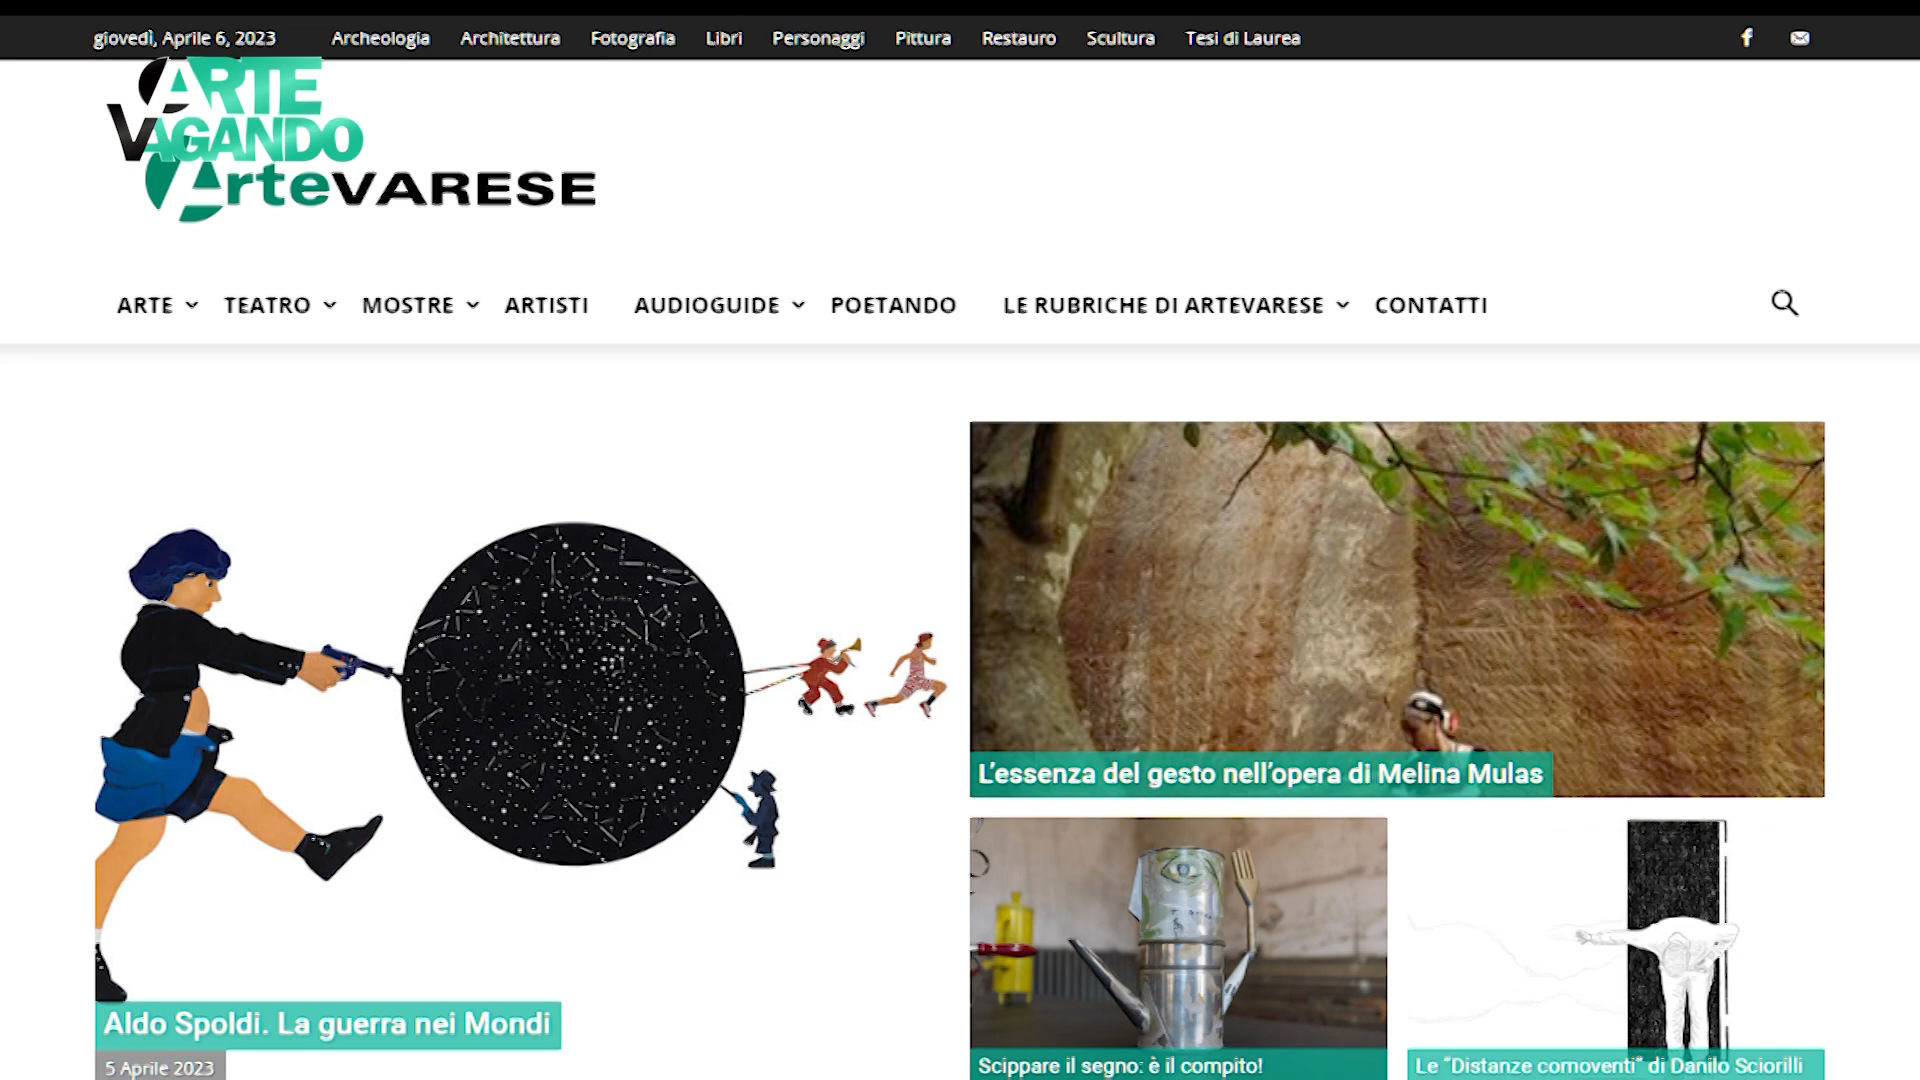 giovedì, Aprile 6, 2023 Archeologia Architettura Fotografia Libri Personaggi Pittura Restauro Scultura Tesi di Laurea
ARTE
VAGANDO
ArteVARESE
ARTE TEATRO MOSTRE ARTISTI AUDIOGUIDE POETANDO LE RUBRICHE DI ARTEVARESE CONTATTI
L'essenza del gesto nell'opera di Melina Mulas
Aldo Spoldi. La guerra nei Mondi
5 Aprile 2023
Scippare il segno: è il compito!
Le “Distanze comoventi” di Danilo Sciorilli